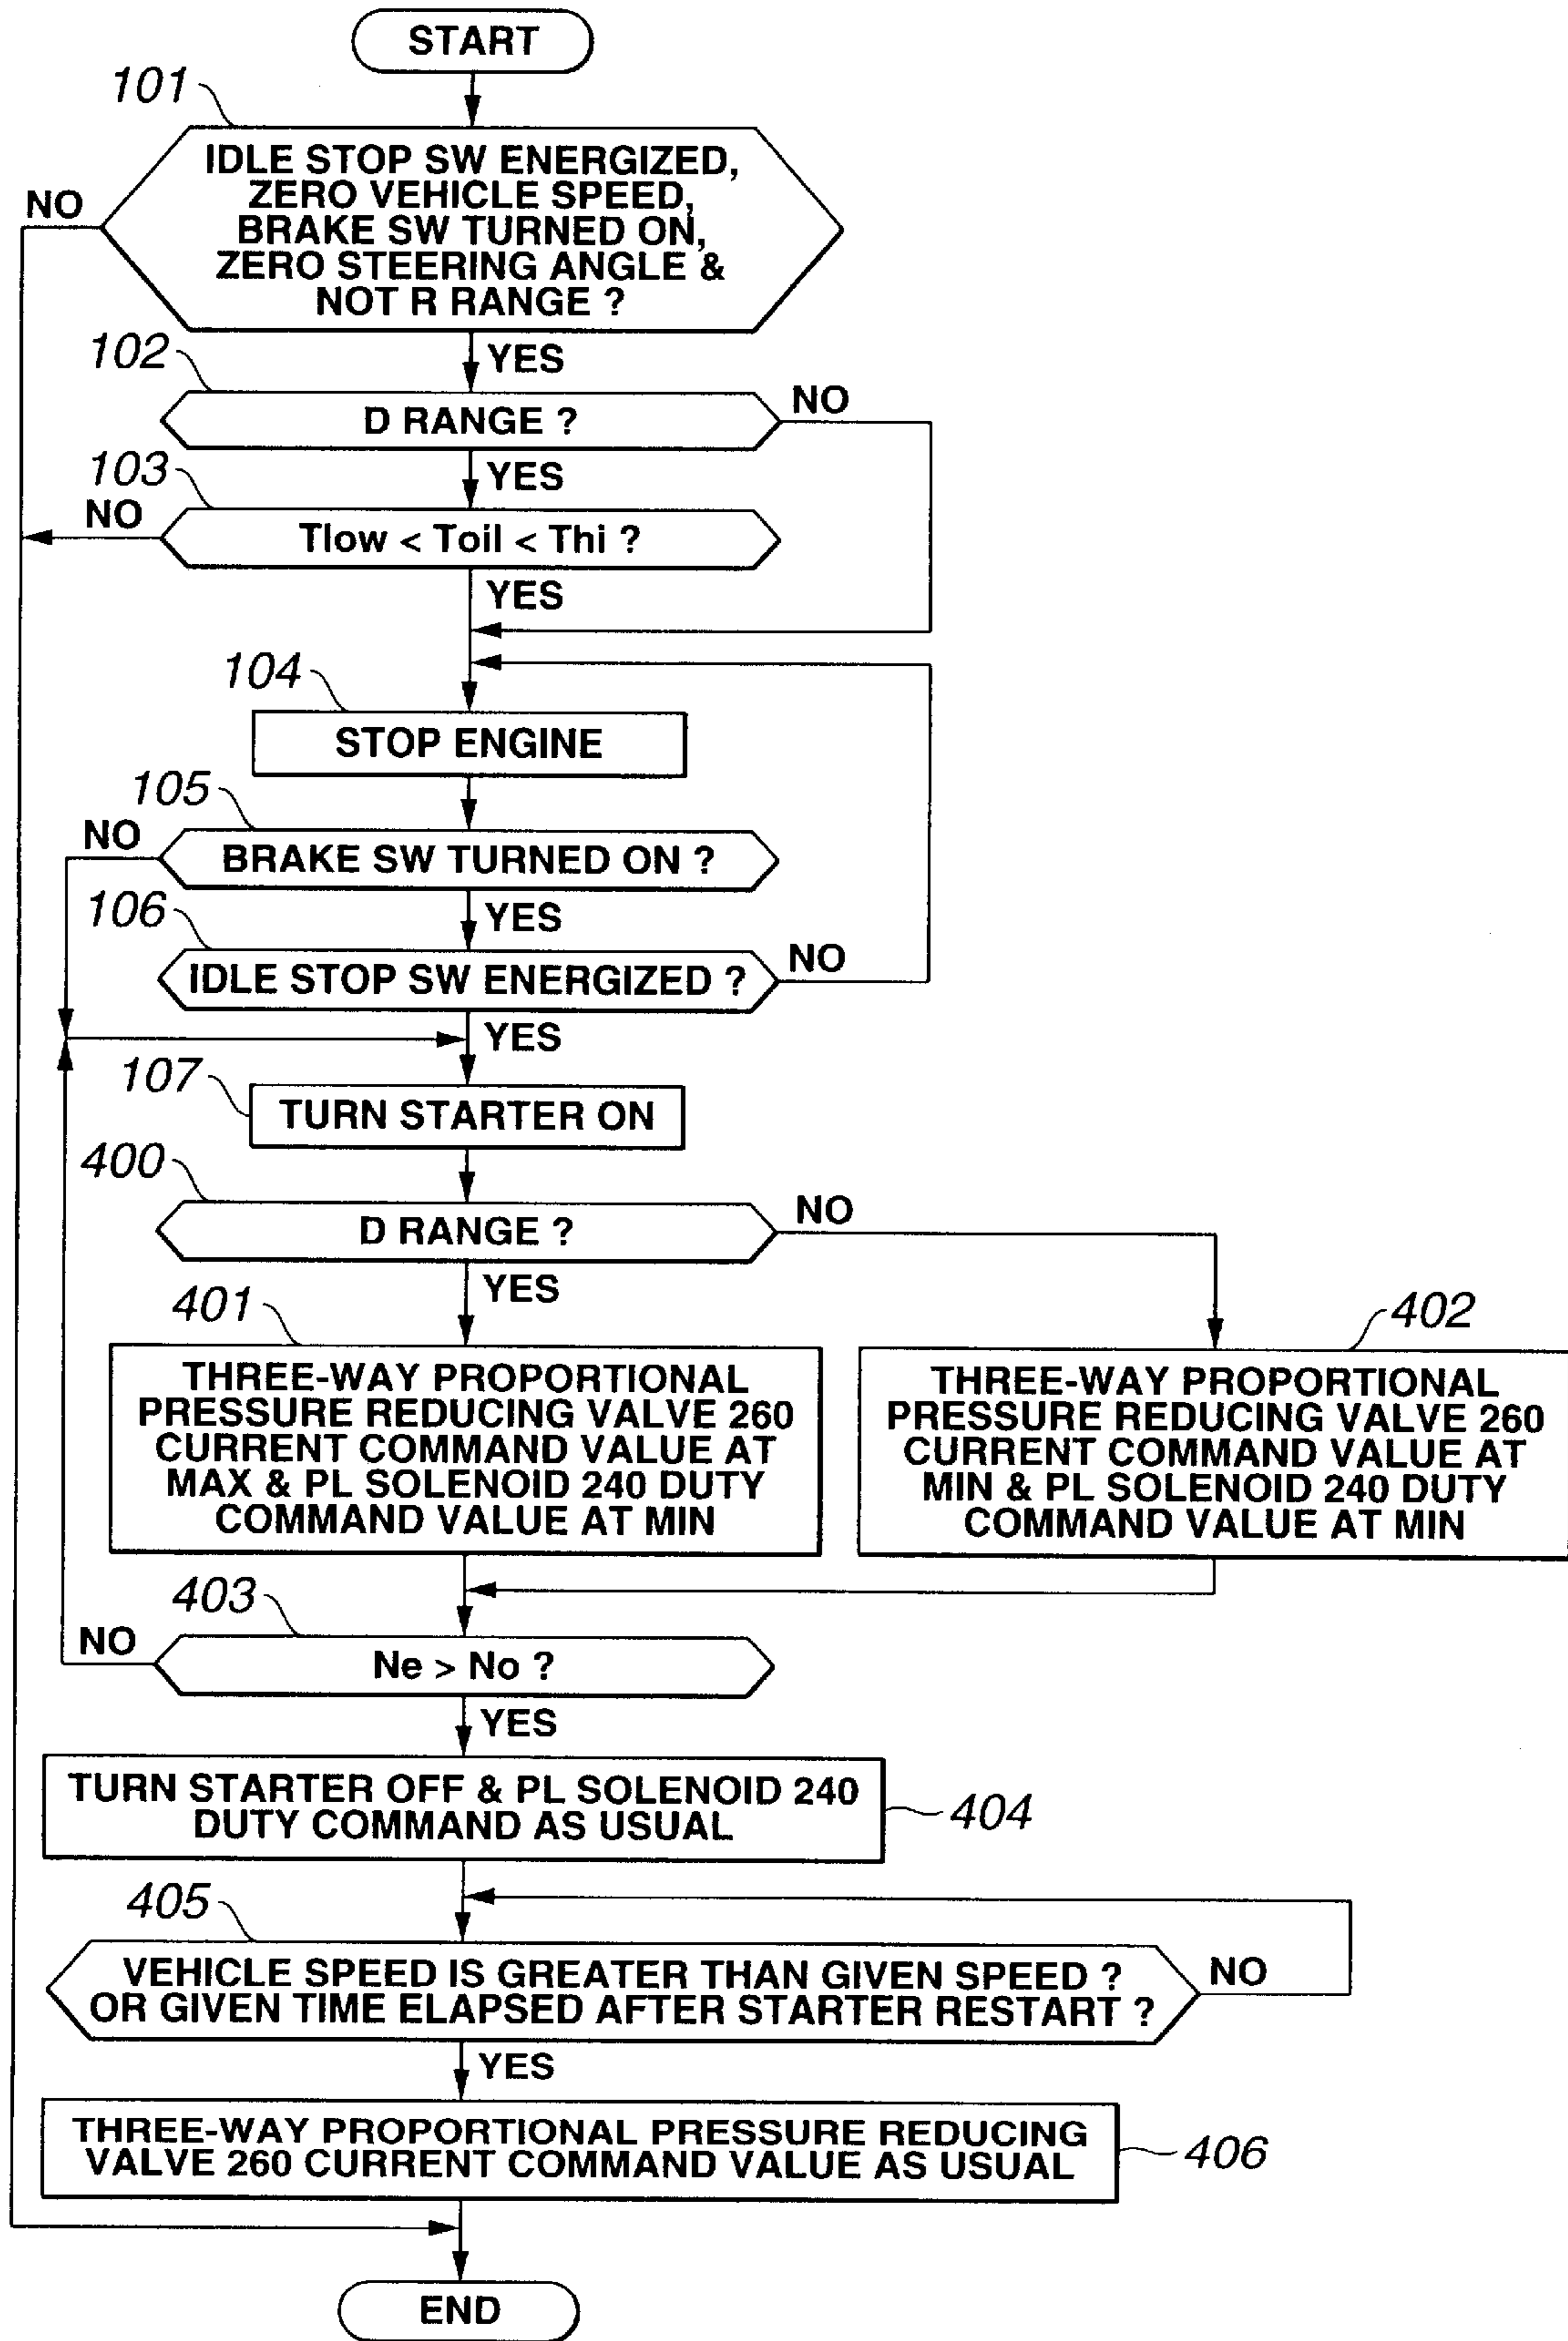 START
101
IDLE STOP SW ENERGIZED,
ZERO VEHICLE SPEED,
BRAKE SW TURNED ON,
ZERO STEERING ANGLE &
NOT R RANGE ?
NO
YES
102
D RANGE ?
NO
YES
103
Tlow < Toil < Thi ?
NO
YES
104
STOP ENGINE
105
BRAKE SW TURNED ON ?
NO
YES
106
IDLE STOP SW ENERGIZED ?
NO
YES
107
TURN STARTER ON
400
D RANGE ?
NO
YES
401
THREE-WAY PROPORTIONAL
PRESSURE REDUCING VALVE 260
CURRENT COMMAND VALUE AT
MAX & PL SOLENOID 240 DUTY
COMMAND VALUE AT MIN
402
THREE-WAY PROPORTIONAL
PRESSURE REDUCING VALVE 260
CURRENT COMMAND VALUE AT
MIN & PL SOLENOID 240 DUTY
COMMAND VALUE AT MIN
403
Ne > No ?
NO
YES
TURN STARTER OFF & PL SOLENOID 240
DUTY COMMAND AS USUAL
404
405
VEHICLE SPEED IS GREATER THAN GIVEN SPEED ?
OR GIVEN TIME ELAPSED AFTER STARTER RESTART ?
NO
YES
THREE-WAY PROPORTIONAL PRESSURE REDUCING
VALVE 260 CURRENT COMMAND VALUE AS USUAL
406
END